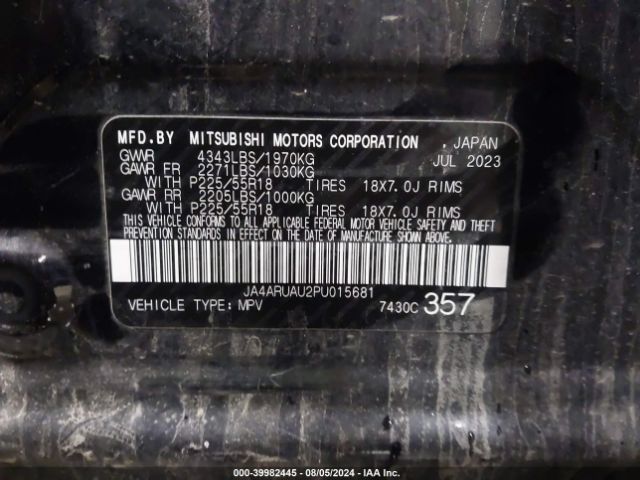 MFD.BY MITSUBISHI MOTORS CORPORATION , JAPAN
GVWR 4343LBS/1970KG JUL 2023
GAWR FR 2271LBS/1030KG
WITH P225/55R18 TIRES 18X7.0J RIMS
GAWR RR 2205LBS/1000KG
WITH P225/55R18 TIRES 18X7.0J RIMS
THIS VEHICLE CONFORMS TO ALL APPLICABLE FEDERAL MOTOR VEHICLE SAFETY AND THEFT
PREVENTION STANDARDS IN EFFECT ON THE DATE OF MANUFACTURE SHOWN ABOVE.
JA4ARUAU2PU015681
VEHICLE TYPE: MPV 7430C 357
000-39982445 - 08/05/2024 - IAA Inc.